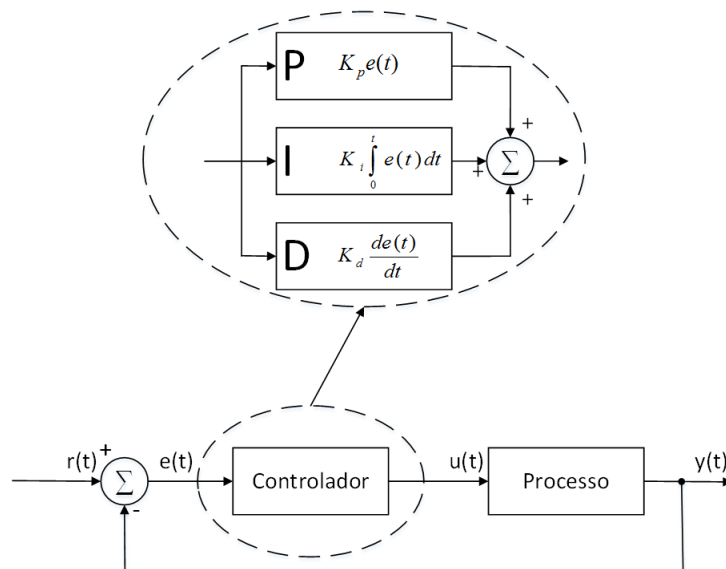 P K_p e(t)
+
I K_i ∫_0^t e(t) dt
+
Σ
+
D K_d de(t)/dt
r(t)
+
Σ
-
e(t)
Controlador
u(t)
Processo
y(t)